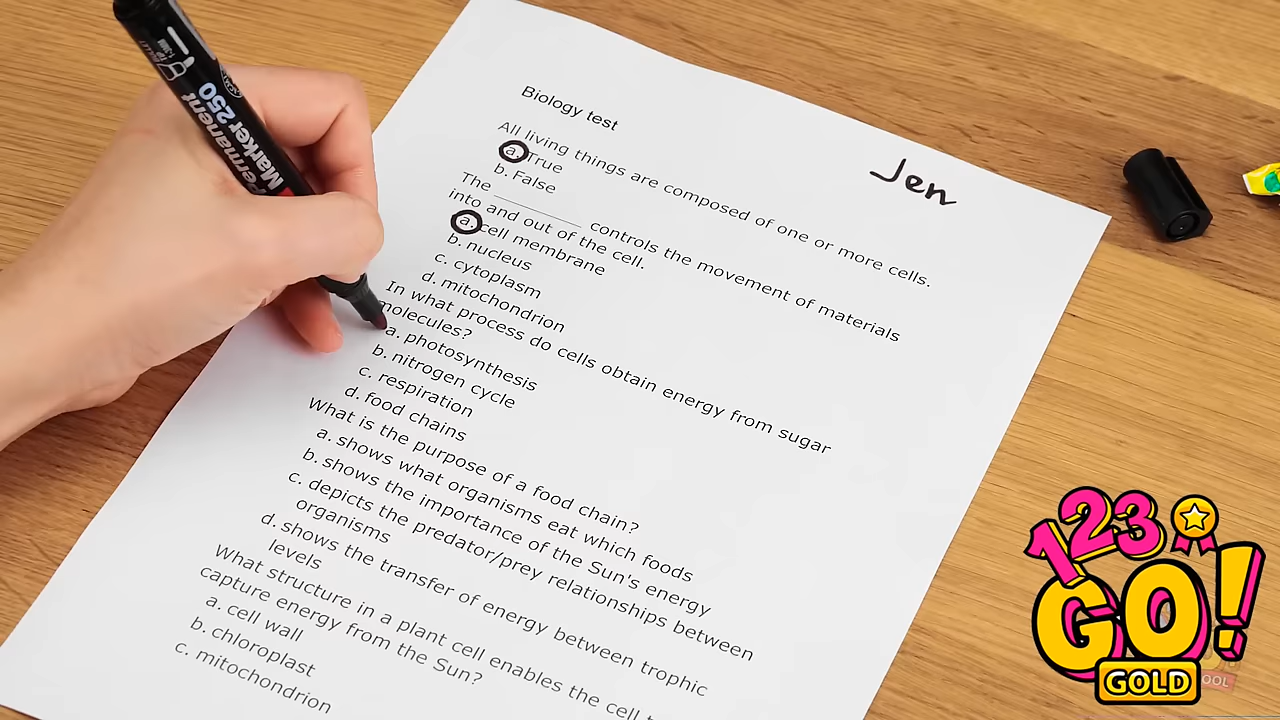 Biology test
Jen
All living things are composed of one or more cells.
a. True
b. False
The ____________ controls the movement of materials
into and out of the cell.
a. cell membrane
b. nucleus
c. cytoplasm
d. mitochondrion
In what process do cells obtain energy from sugar
molecules?
a. photosynthesis
b. nitrogen cycle
c. respiration
d. food chains
What is the purpose of a food chain?
a. shows what organisms eat which foods
b. shows the importance of the Sun's energy
c. depicts the predator/prey relationships between
organisms
d. shows the transfer of energy between trophic
levels
What structure in a plant cell enables the cell
capture energy from the Sun?
a. cell wall
b. chloroplast
c. mitochondrion
Permanent
Marker 250
BULLET
TIP
1-3MM
123
GO!
GOLD